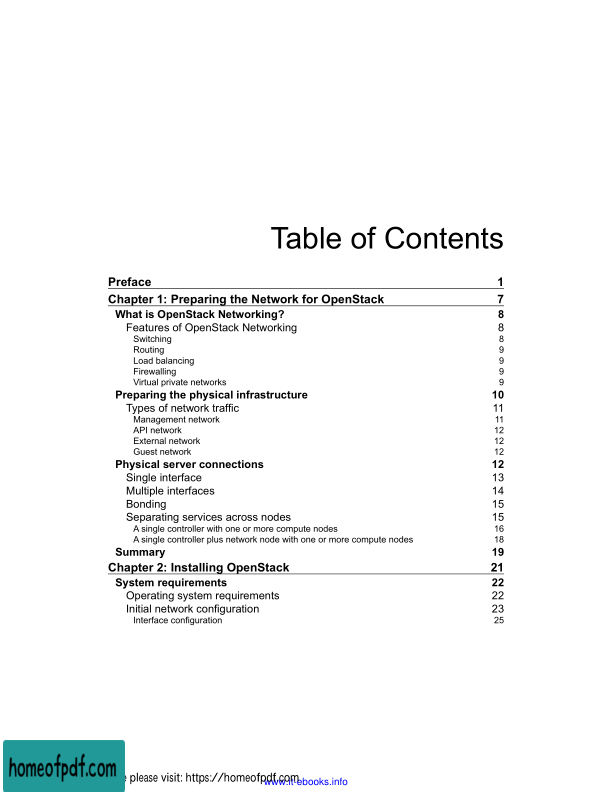 Table of Contents
Preface 1
Chapter 1: Preparing the Network for OpenStack 7
What is OpenStack Networking? 8
Features of OpenStack Networking 8
Switching 8
Routing 9
Load balancing 9
Firewalling 9
Virtual private networks 9
Preparing the physical infrastructure 10
Types of network traffic 11
Management network 11
API network 12
External network 12
Guest network 12
Physical server connections 12
Single interface 13
Multiple interfaces 14
Bonding 15
Separating services across nodes 15
A single controller with one or more compute nodes 16
A single controller plus network node with one or more compute nodes 18
Summary 19
Chapter 2: Installing OpenStack 21
System requirements 22
Operating system requirements 22
Initial network configuration 23
Interface configuration 25
homeofpdf.com
please visit: https://homeofpdf.com
www.it-ebooks.info